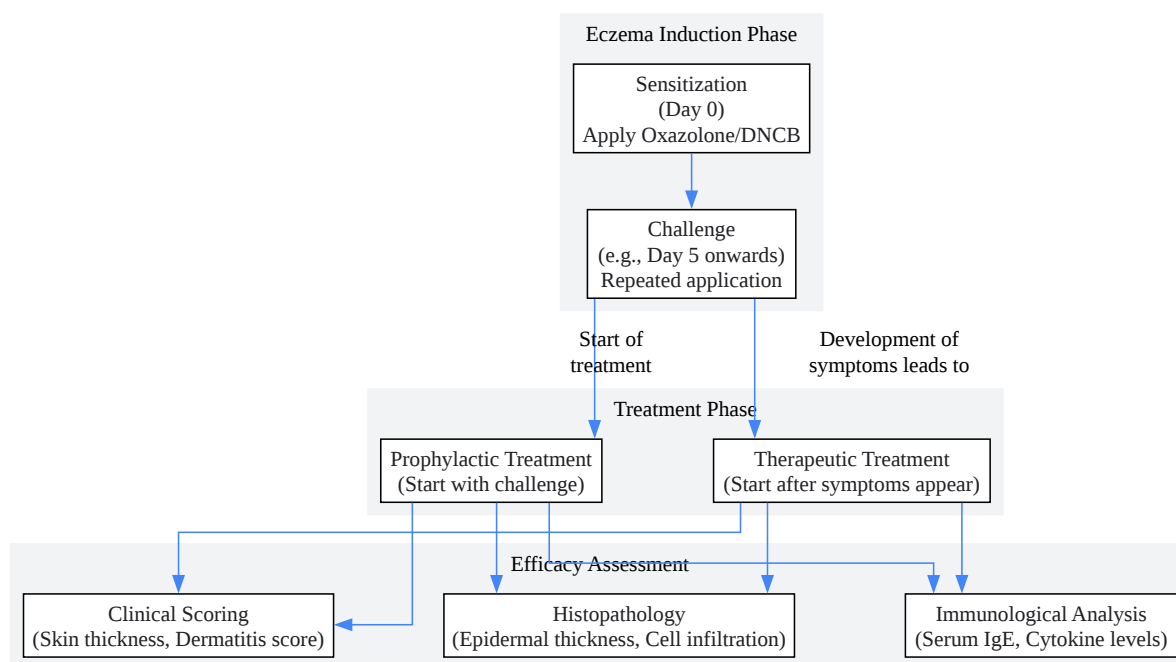 Eczema Induction Phase
Sensitization
(Day 0)
Apply Oxazolone/DNCB
Challenge
(e.g., Day 5 onwards)
Repeated application
Start of
treatment
Development of
symptoms leads to
Treatment Phase
Prophylactic Treatment
(Start with challenge)
Therapeutic Treatment
(Start after symptoms appear)
Efficacy Assessment
Clinical Scoring
(Skin thickness, Dermatitis score)
Histopathology
(Epidermal thickness, Cell infiltration)
Immunological Analysis
(Serum IgE, Cytokine levels)